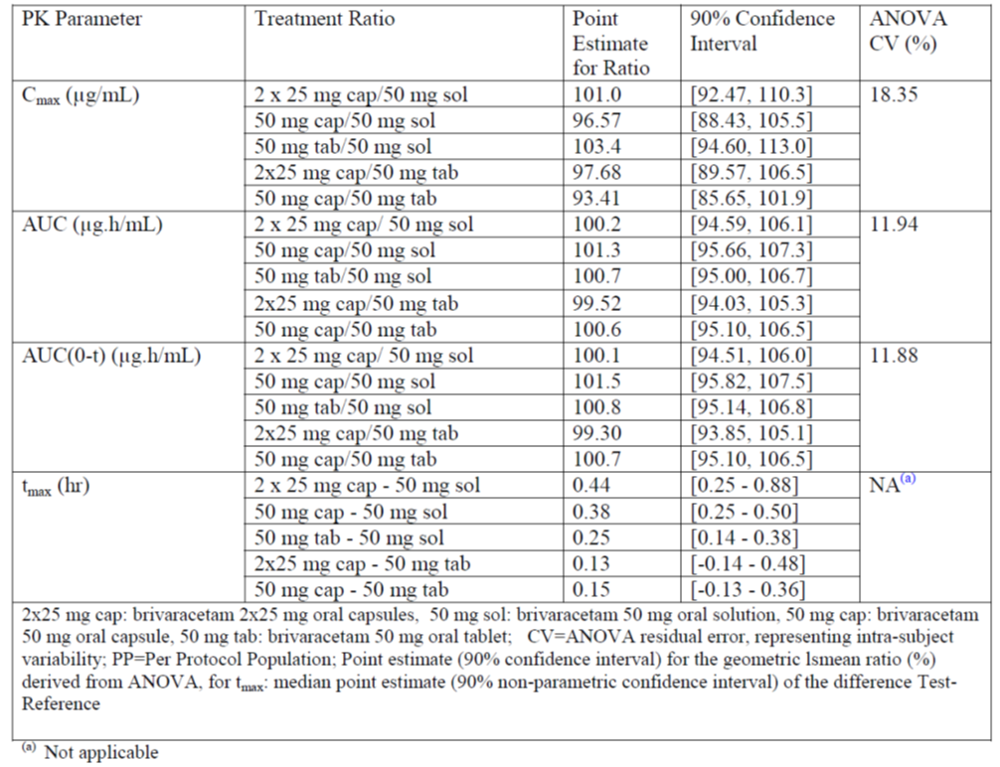 PK Parameter Treatment Ratio Point Estimate for Ratio 90% Confidence Interval ANOVA CV (%)
Cmax (µg/mL) 2 x 25 mg cap/50 mg sol 101.0 [92.47, 110.3] 18.35
50 mg cap/50 mg sol 96.57 [88.43, 105.5]
50 mg tab/50 mg sol 103.4 [94.60, 113.0]
2x25 mg cap/50 mg tab 97.68 [89.57, 106.5]
50 mg cap/50 mg tab 93.41 [85.65, 101.9]
AUC (µg.h/mL) 2 x 25 mg cap/ 50 mg sol 100.2 [94.59, 106.1] 11.94
50 mg cap/50 mg sol 101.3 [95.66, 107.3]
50 mg tab/50 mg sol 100.7 [95.00, 106.7]
2x25 mg cap/50 mg tab 99.52 [94.03, 105.3]
50 mg cap/50 mg tab 100.6 [95.10, 106.5]
AUC(0-t) (µg.h/mL) 2 x 25 mg cap/ 50 mg sol 100.1 [94.51, 106.0] 11.88
50 mg cap/50 mg sol 101.5 [95.82, 107.5]
50 mg tab/50 mg sol 100.8 [95.14, 106.8]
2x25 mg cap/50 mg tab 99.30 [93.85, 105.1]
50 mg cap/50 mg tab 100.7 [95.10, 106.5]
tmax (hr) 2 x 25 mg cap - 50 mg sol 0.44 [0.25 - 0.88] NA(a)
50 mg cap - 50 mg sol 0.38 [0.25 - 0.50]
50 mg tab - 50 mg sol 0.25 [0.14 - 0.38]
2x25 mg cap - 50 mg tab 0.13 [-0.14 - 0.48]
50 mg cap - 50 mg tab 0.15 [-0.13 - 0.36]
2x25 mg cap: brivaracetam 2x25 mg oral capsules, 50 mg sol: brivaracetam 50 mg oral solution, 50 mg cap: brivaracetam
50 mg oral capsule, 50 mg tab: brivaracetam 50 mg oral tablet; CV=ANOVA residual error, representing intra-subject
variability; PP=Per Protocol Population; Point estimate (90% confidence interval) for the geometric lsmean ratio (%)
derived from ANOVA, for tmax: median point estimate (90% non-parametric confidence interval) of the difference Test-
Reference
(a) Not applicable